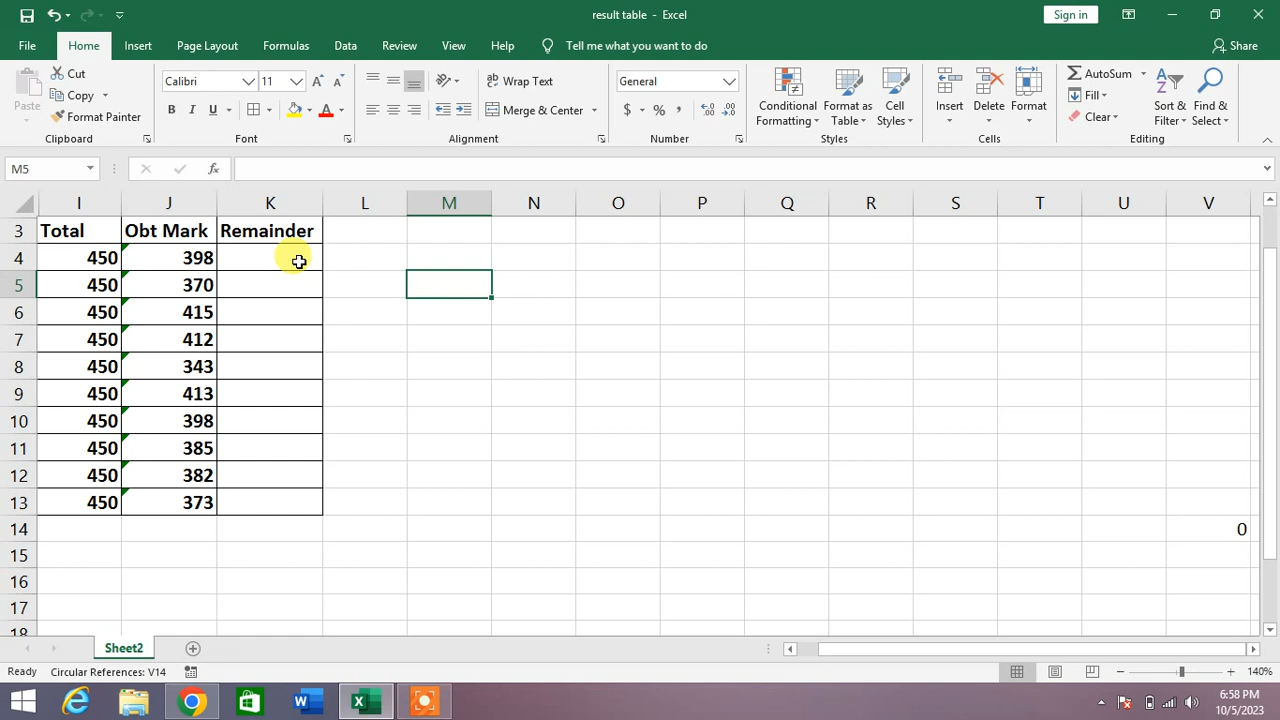 result table - Excel
Sign in
File Home Insert Page Layout Formulas Data Review View Help Tell me what you want to do Share
Paste
Cut
Copy
Format Painter
Clipboard
Calibri 11
B I U
Font
Wrap Text
Merge & Center
Alignment
General
$ % ,
Number
Conditional Formatting
Format as Table
Cell Styles
Styles
Insert Delete Format
Cells
AutoSum
Fill
Clear
Sort & Filter
Find & Select
Editing
M5 fx
I J K L M N O P Q R S T U V
3 Total Obt Mark Remainder
4 450 398
5 450 370
6 450 415
7 450 412
8 450 343
9 450 413
10 450 398
11 450 385
12 450 382
13 450 373
14 0
15
16
17
18
Sheet2
Ready Circular References: V14 140%
6:58 PM
10/5/2023